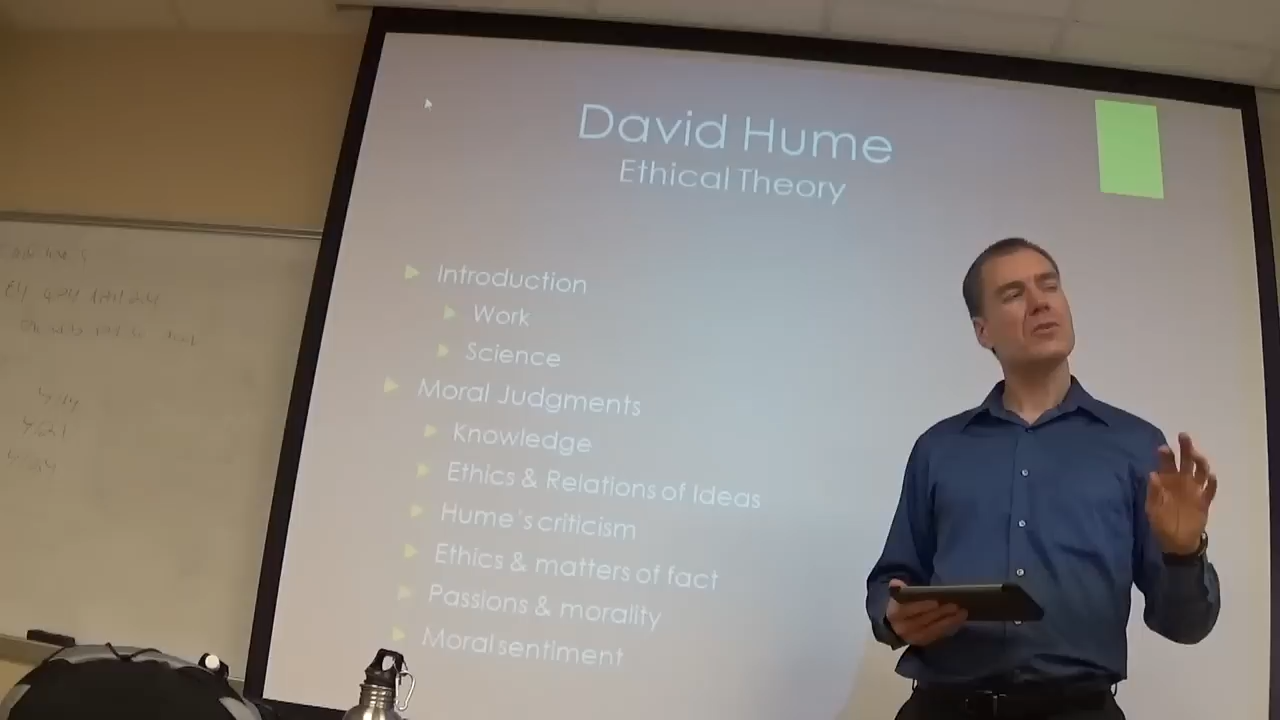 David Hume
Ethical Theory
Introduction
Work
Science
Moral Judgments
Knowledge
Ethics & Relations of Ideas
Hume's criticism
Ethics & matters of fact
Passions & morality
Moral sentiment